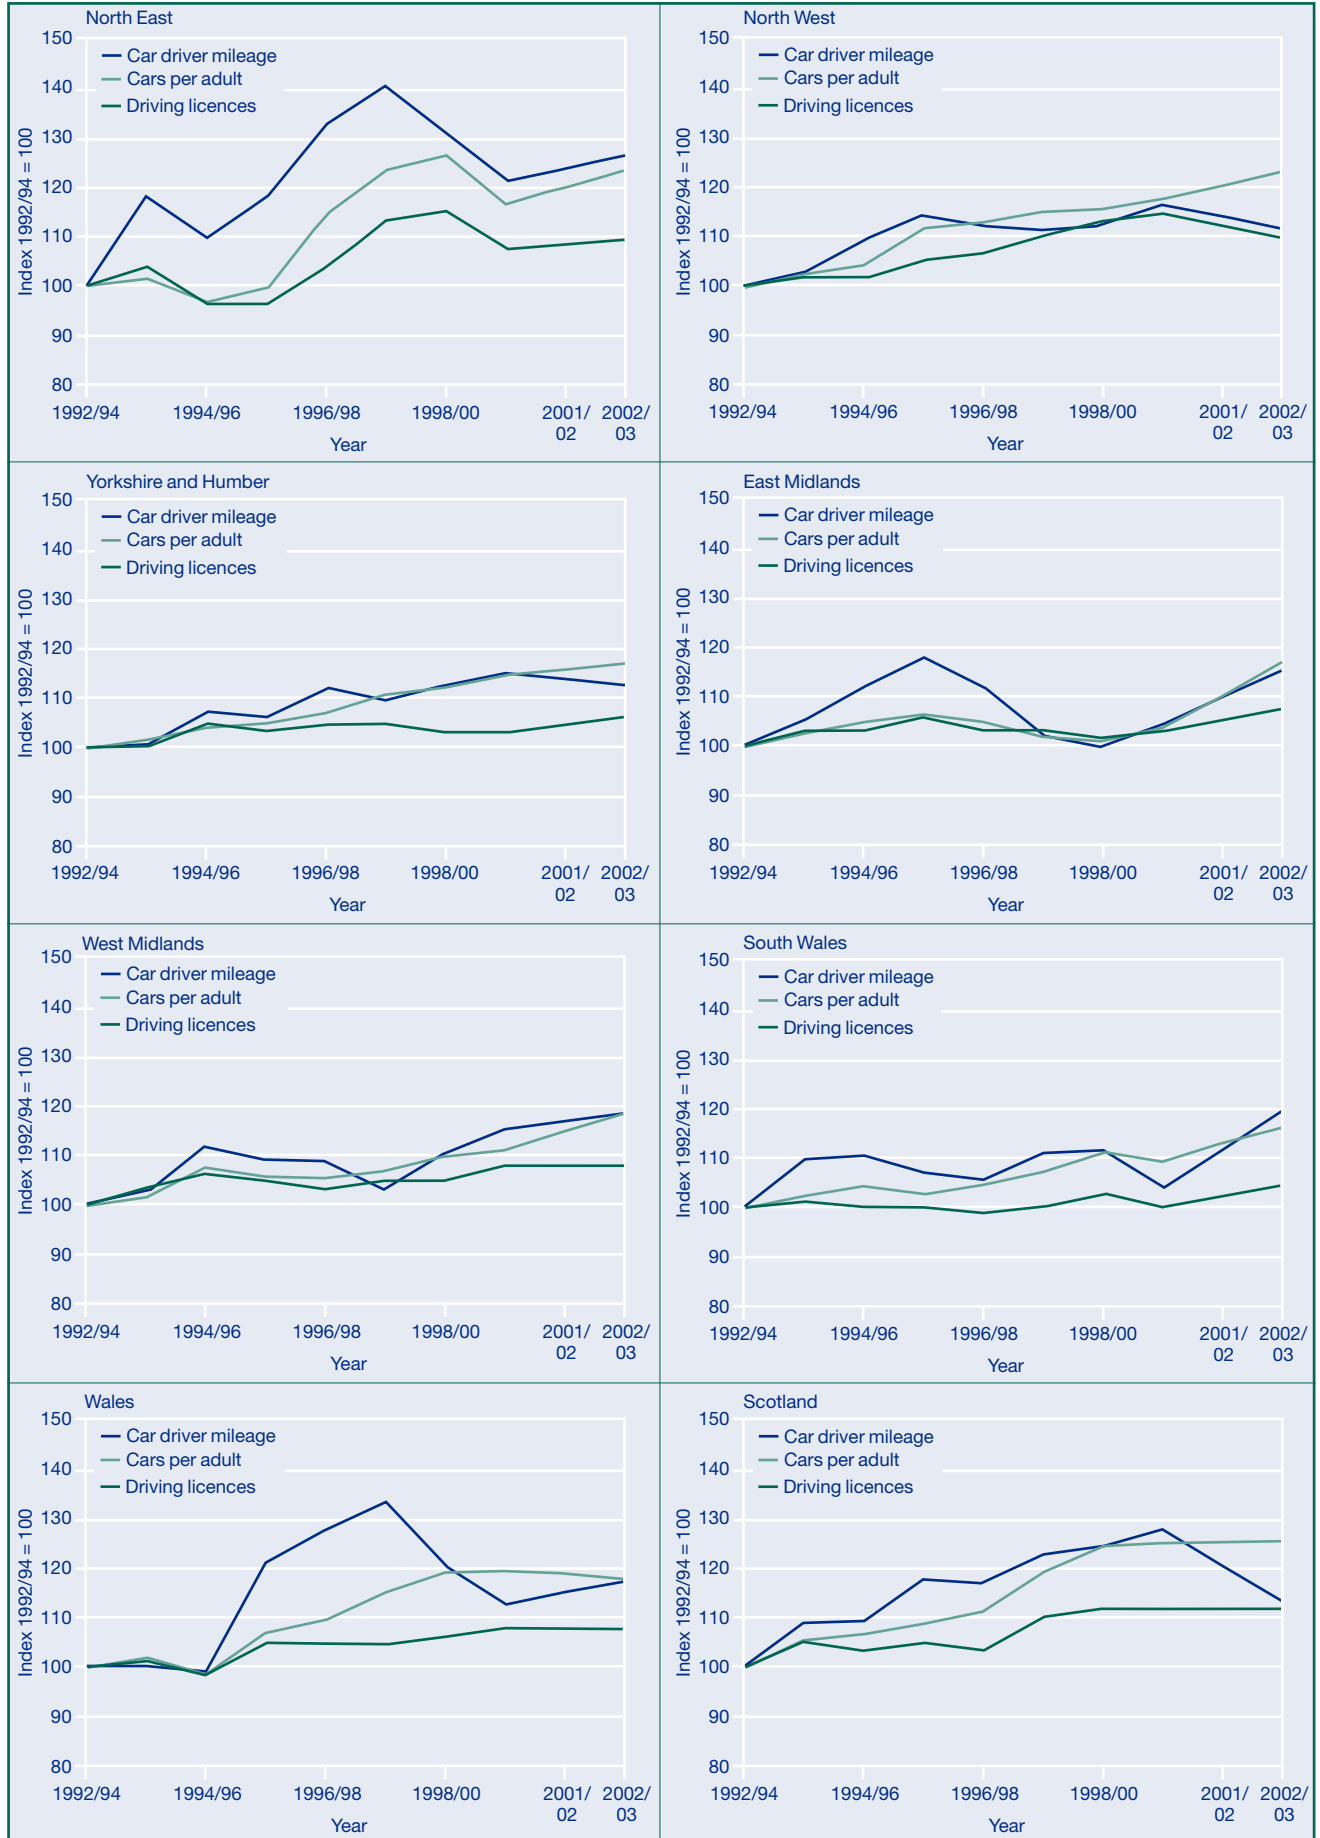 North East
150
140
130
120
110
100
90
80
Index 1992/94 = 100
Car driver mileage
Cars per adult
Driving licences
1992/94 1994/96 1996/98 1998/00 2001/ 2002/
02 03
Year
North West
150
140
130
120
110
100
90
80
Index 1992/94 = 100
Car driver mileage
Cars per adult
Driving licences
1992/94 1994/96 1996/98 1998/00 2001/ 2002/
02 03
Year
Yorkshire and Humber
150
140
130
120
110
100
90
80
Index 1992/94 = 100
Car driver mileage
Cars per adult
Driving licences
1992/94 1994/96 1996/98 1998/00 2001/ 2002/
02 03
Year
East Midlands
150
140
130
120
110
100
90
80
Index 1992/94 = 100
Car driver mileage
Cars per adult
Driving licences
1992/94 1994/96 1996/98 1998/00 2001/ 2002/
02 03
Year
West Midlands
150
140
130
120
110
100
90
80
Index 1992/94 = 100
Car driver mileage
Cars per adult
Driving licences
1992/94 1994/96 1996/98 1998/00 2001/ 2002/
02 03
Year
South Wales
150
140
130
120
110
100
90
80
Index 1992/94 = 100
Car driver mileage
Cars per adult
Driving licences
1992/94 1994/96 1996/98 1998/00 2001/ 2002/
02 03
Year
Wales
150
140
130
120
110
100
90
80
Index 1992/94 = 100
Car driver mileage
Cars per adult
Driving licences
1992/94 1994/96 1996/98 1998/00 2001/ 2002/
02 03
Year
Scotland
150
140
130
120
110
100
90
80
Index 1992/94 = 100
Car driver mileage
Cars per adult
Driving licences
1992/94 1994/96 1996/98 1998/00 2001/ 2002/
02 03
Year